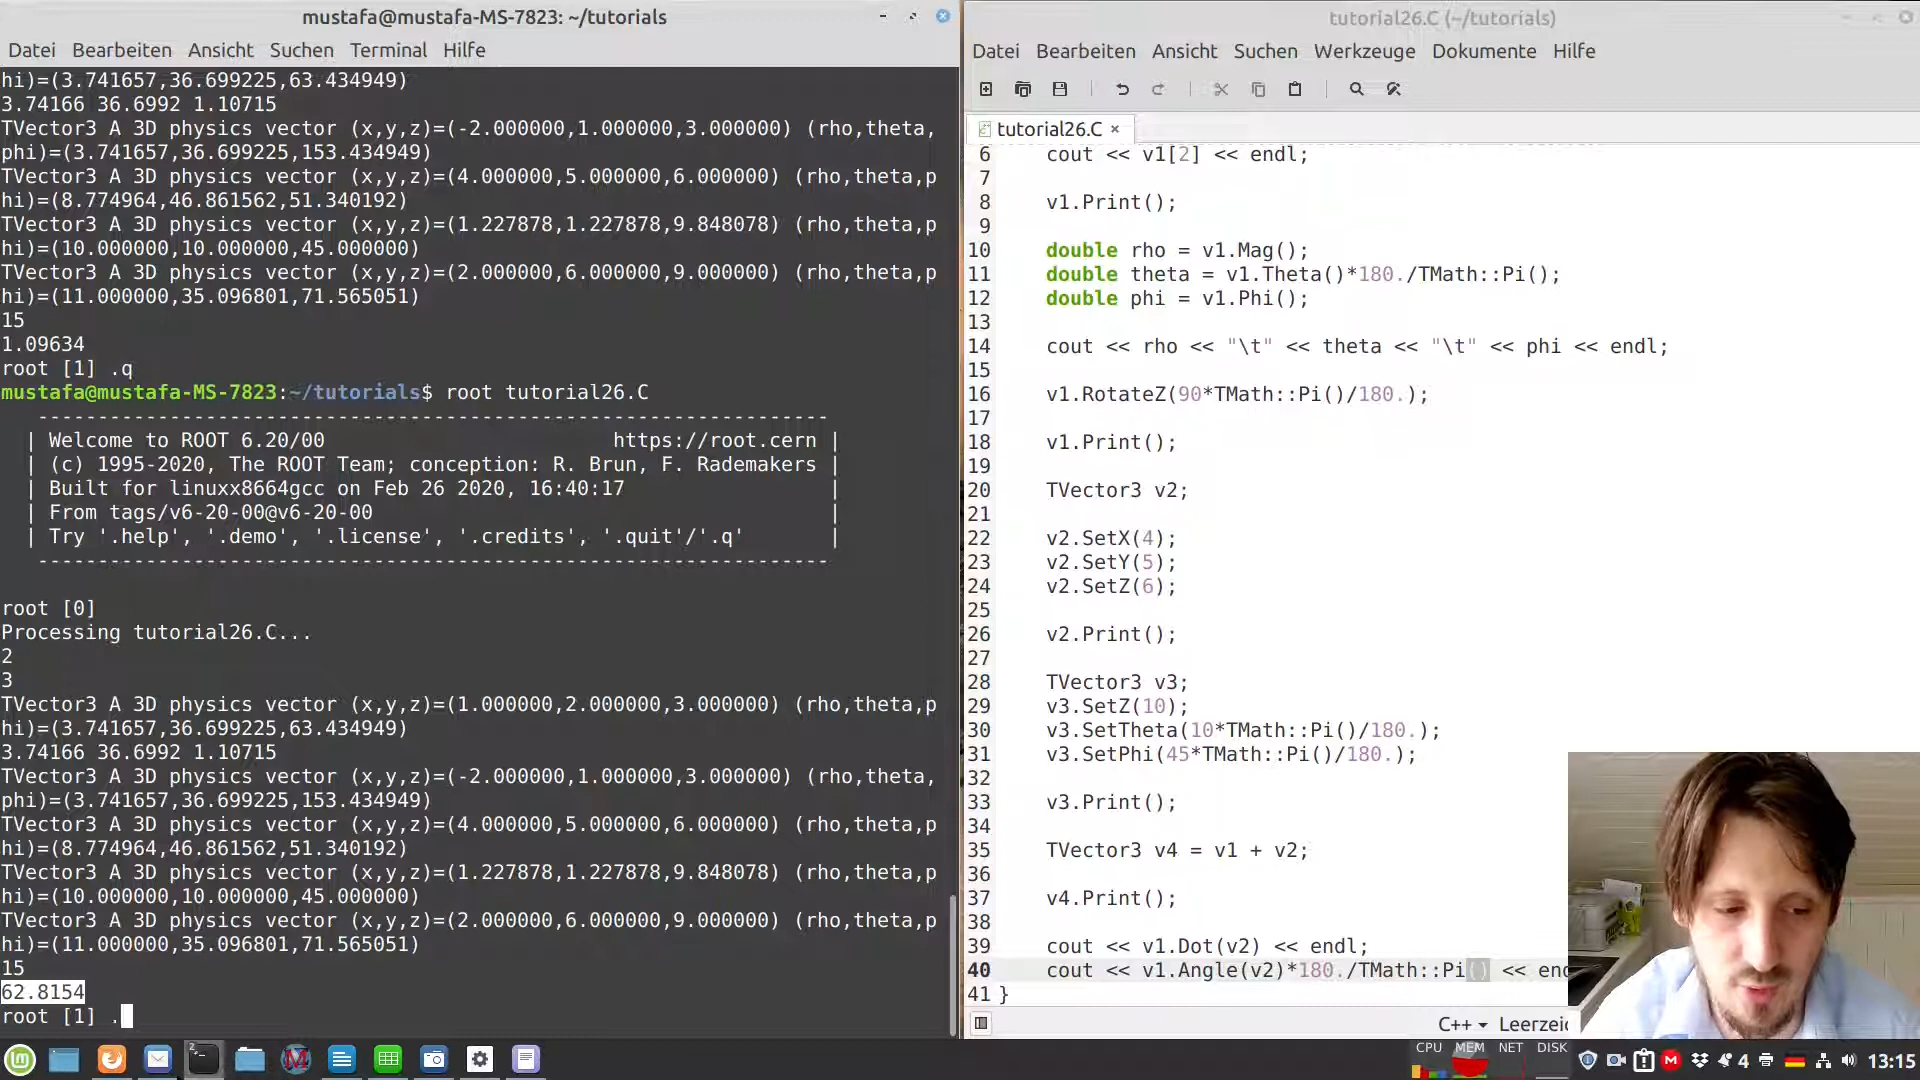 mustafa@mustafa-MS-7823: ~/tutorials
Datei Bearbeiten Ansicht Suchen Terminal Hilfe
hi)=(3.741657,36.699225,63.434949)
3.74166 36.6992 1.10715
TVector3 A 3D physics vector (x,y,z)=(-2.000000,1.000000,3.000000) (rho,theta,
phi)=(3.741657,36.699225,153.434949)
TVector3 A 3D physics vector (x,y,z)=(4.000000,5.000000,6.000000) (rho,theta,p
hi)=(8.774964,46.861562,51.340192)
TVector3 A 3D physics vector (x,y,z)=(1.227878,1.227878,9.848078) (rho,theta,p
hi)=(10.000000,10.000000,45.000000)
TVector3 A 3D physics vector (x,y,z)=(2.000000,6.000000,9.000000) (rho,theta,p
hi)=(11.000000,35.096801,71.565051)
15
1.09634
root [1] .q
mustafa@mustafa-MS-7823:~/tutorials$ root tutorial26.C
------------------------------------------------------------------
| Welcome to ROOT 6.20/00 https://root.cern |
| (c) 1995-2020, The ROOT Team; conception: R. Brun, F. Rademakers |
| Built for linuxx8664gcc on Feb 26 2020, 16:40:17 |
| From tags/v6-20-00@v6-20-00 |
| Try '.help', '.demo', '.license', '.credits', '.quit'/'.q' |
------------------------------------------------------------------
root [0]
Processing tutorial26.C...
2
3
TVector3 A 3D physics vector (x,y,z)=(1.000000,2.000000,3.000000) (rho,theta,p
hi)=(3.741657,36.699225,63.434949)
3.74166 36.6992 1.10715
TVector3 A 3D physics vector (x,y,z)=(-2.000000,1.000000,3.000000) (rho,theta,
phi)=(3.741657,36.699225,153.434949)
TVector3 A 3D physics vector (x,y,z)=(4.000000,5.000000,6.000000) (rho,theta,p
hi)=(8.774964,46.861562,51.340192)
TVector3 A 3D physics vector (x,y,z)=(1.227878,1.227878,9.848078) (rho,theta,p
hi)=(10.000000,10.000000,45.000000)
TVector3 A 3D physics vector (x,y,z)=(2.000000,6.000000,9.000000) (rho,theta,p
hi)=(11.000000,35.096801,71.565051)
15
62.8154
root [1] .
tutorial26.C (~/tutorials)
Datei Bearbeiten Ansicht Suchen Werkzeuge Dokumente Hilfe
tutorial26.C ×
6 cout << v1[2] << endl;
7
8 v1.Print();
9
10 double rho = v1.Mag();
11 double theta = v1.Theta()*180./TMath::Pi();
12 double phi = v1.Phi();
13
14 cout << rho << "\t" << theta << "\t" << phi << endl;
15
16 v1.RotateZ(90*TMath::Pi()/180.);
17
18 v1.Print();
19
20 TVector3 v2;
21
22 v2.SetX(4);
23 v2.SetY(5);
24 v2.SetZ(6);
25
26 v2.Print();
27
28 TVector3 v3;
29 v3.SetZ(10);
30 v3.SetTheta(10*TMath::Pi()/180.);
31 v3.SetPhi(45*TMath::Pi()/180.);
32
33 v3.Print();
34
35 TVector3 v4 = v1 + v2;
36
37 v4.Print();
38
39 cout << v1.Dot(v2) << endl;
40 cout << v1.Angle(v2)*180./TMath::Pi() << enc
41 }
C++ Leerzei
CPU MEM NET DISK
4 13:15